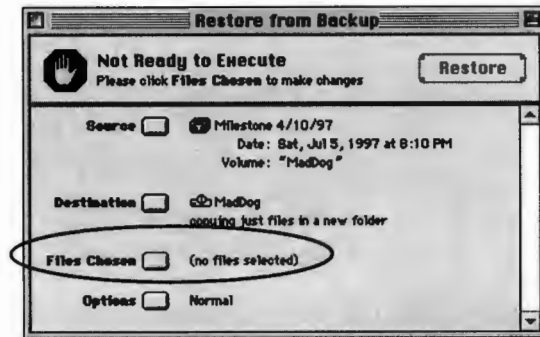 Restore from Backup
Not Ready to Execute
Please click Files Chosen to make changes
Restore
Source
Milestone 4/10/97
Date: Sat, Jul 5, 1997 at 8:10 PM
Volume: "MadDog"
Destination
MadDog
copying just files in a new folder
Files Chosen
(no files selected)
Options
Normal